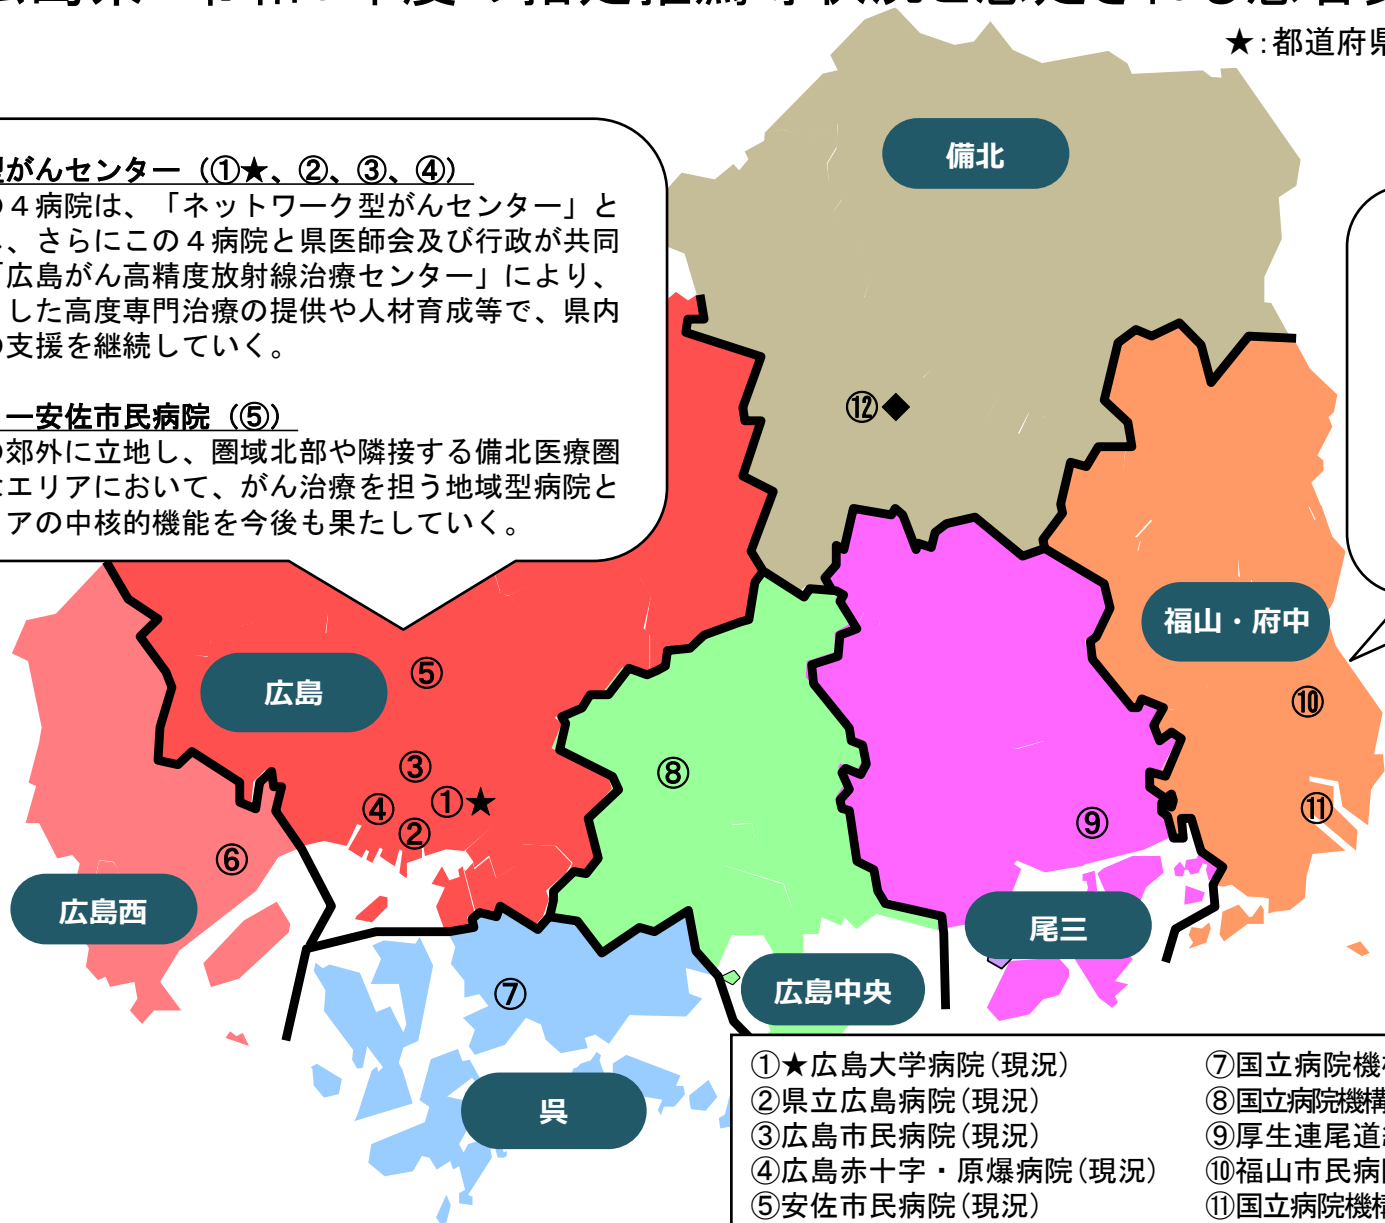 ★：都道府県
型がんセンター（①★、②、③、④）
の４病院は、「ネットワーク型がんセンター」と
、さらにこの４病院と県医師会及び行政が共同
「広島がん高精度放射線治療センター」により、
した高度専門治療の提供や人材育成等で、県内
の支援を継続していく。
ー安佐市民病院（⑤）
の郊外に立地し、圏域北部や隣接する備北医療圏
なエリアにおいて、がん治療を担う地域型病院と
リアの中核的機能を今後も果たしていく。
備北
⑫◆
福山・府中
広島
⑤
⑩
③
⑧
④
①★
⑪
②
⑨
⑥
広島西
尾三
⑦
広島中央
呉
①★広島大学病院(現況)
②県立広島病院(現況)
③広島市民病院(現況)
④広島赤十字・原爆病院(現況)
⑤安佐市民病院(現況)
⑦国立病院機
⑧国立病院機構
⑨厚生連尾道
⑩福山市民病
⑪国立病院機